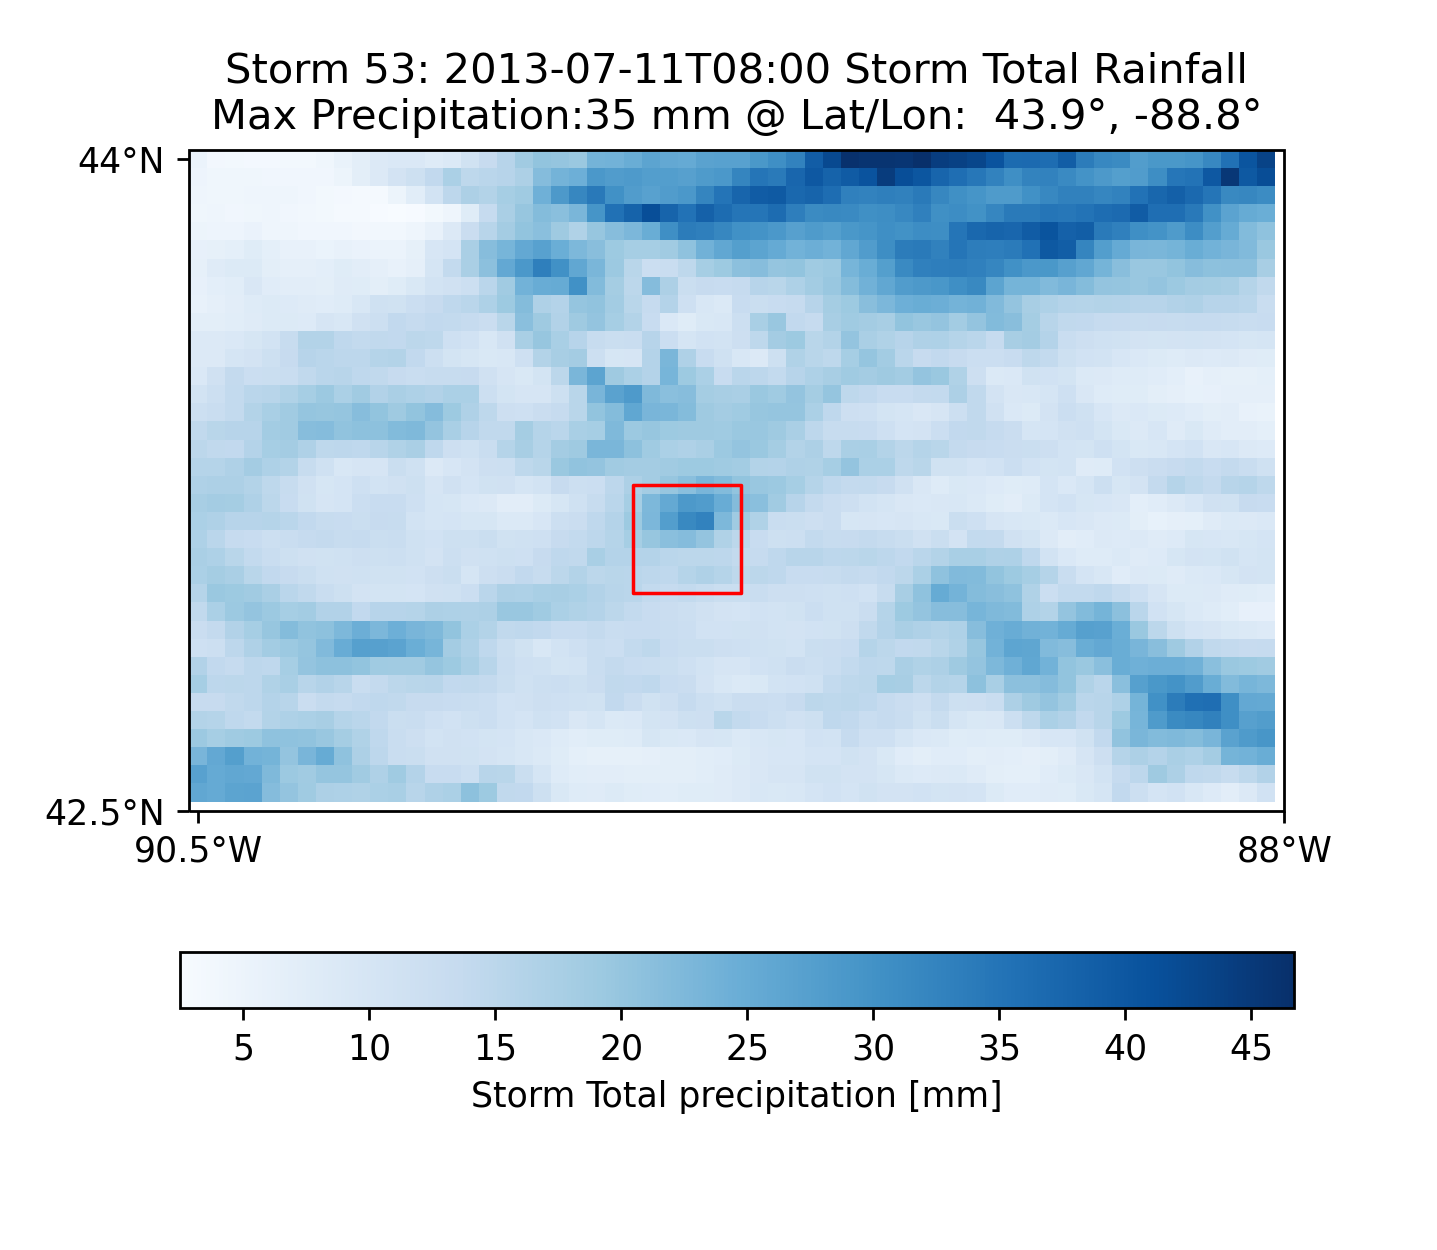 Storm 53: 2013-07-11T08:00 Storm Total Rainfall
Max Precipitation:35 mm @ Lat/Lon:  43.9°, -88.8°
44°N
42.5°N
90.5°W 88°W
5 10 15 20 25 30 35 40 45
Storm Total precipitation [mm]